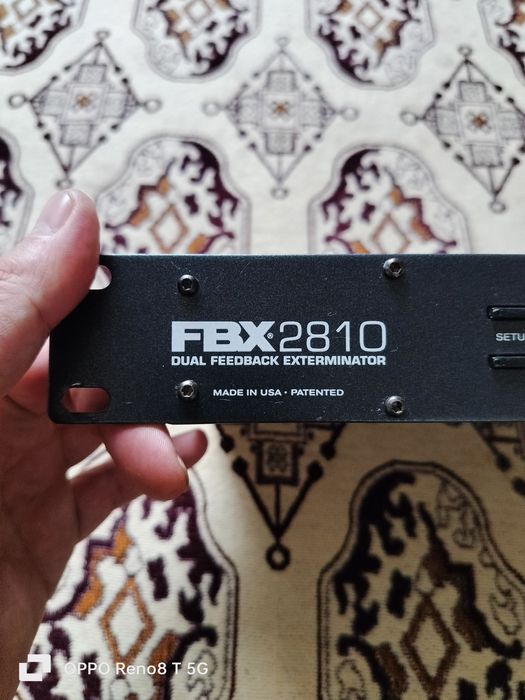 FBX®2810
DUAL FEEDBACK EXTERMINATOR
MADE IN USA • PATENTED
SETU
OPPO Reno8 T 5G